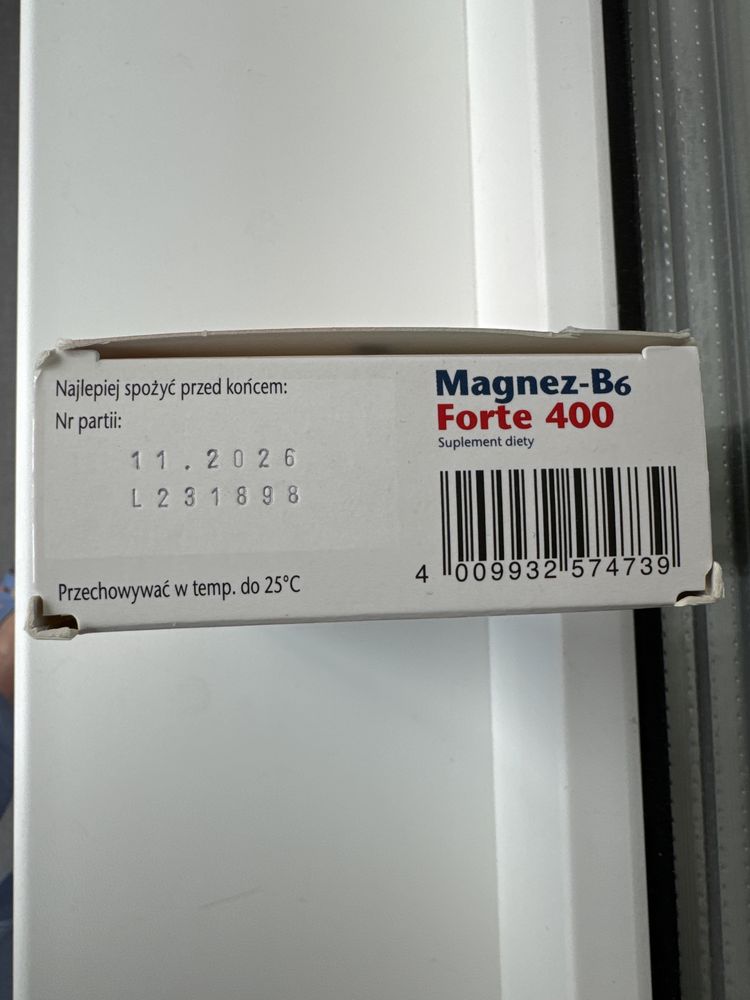 Najlepiej spożyć przed końcem:
Nr partii:
11.2026
L231898
Przechowywać w temp. do 25°C
Magnez-B6
Forte 400
Suplement diety
4 009932 574739